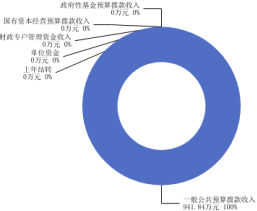 政府性基金预算拨款收入
0万元 0%
国有资本经营预算拨款收入
0万元 0%
财政专户管理资金收入
0万元 0%
单位资金
0万元 0%
上年结转
0万元 0%
一般公共预算拨款收入
941.84万元 100%